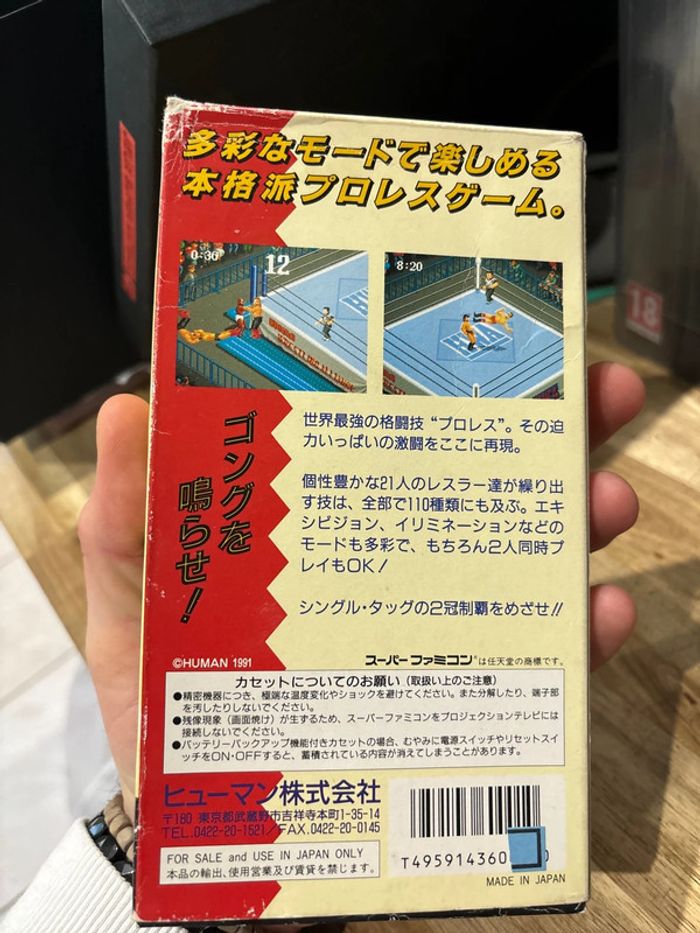 多彩なモードで楽しめる
本格派プロレスゲーム。
0:36
12
8:20
18
ゴングを
鳴らせ!
世界最強の格闘技“プロレス”。その迫
力いっぱいの激闘をここに再現。
個性豊かな21人のレスラー達が繰り出
す技は、全部で110種類にも及ぶ。エキ
シビジョン、イリミネーションなどの
モードも多彩で、もちろん2人同時プ
レイもOK!
シングル・タッグの2冠制覇をめざせ!!
©HUMAN 1991
スーパーファミコン®は任天堂の商標です。
カセットについてのお願い(取扱い上のご注意)
●精密機器につき、極端な温度変化やショックを避けてください。また分解したり、端子部
を汚したりしないでください。
●残像現象(画面焼け)が生ずるため、スーパーファミコンをプロジェクションテレビには
接続しないでください。
●バッテリーバックアップ機能付きカセットの場合、むやみに電源スイッチやリセットスイ
ッチをON・OFFすると、蓄積されている内容が消えてしまうことがあります。
ヒューマン株式会社
〒180 東京都武蔵野市吉祥寺本町1-35-14
TEL.0422-20-1521/FAX.0422-20-0145
FOR SALE and USE IN JAPAN ONLY
本品の輸出、使用営業及び賃貸を禁じます。
T495914360
MADE IN JAPAN